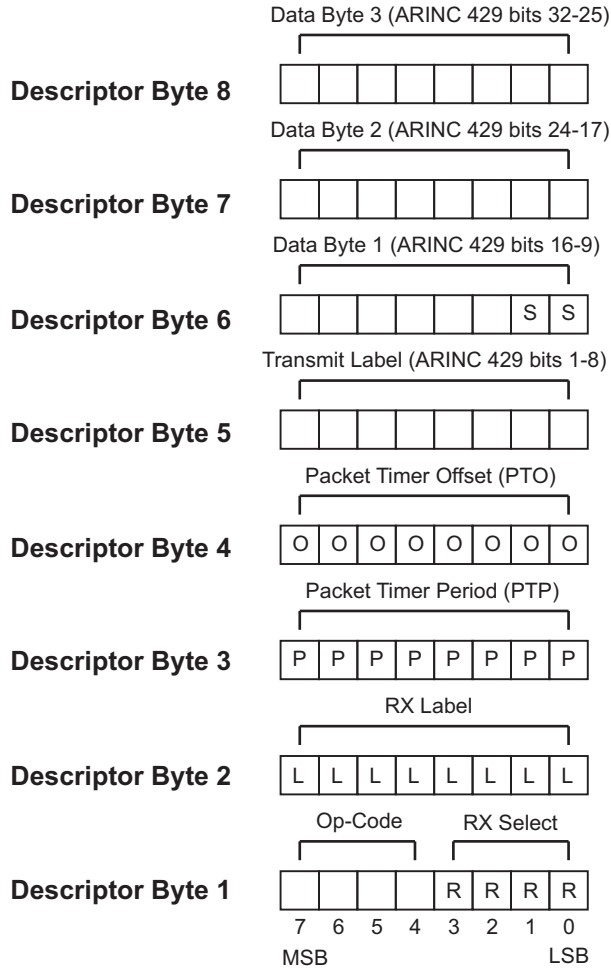 Data Byte 3 (ARINC 429 bits 32-25)
Descriptor Byte 8
Data Byte 2 (ARINC 429 bits 24-17)
Descriptor Byte 7
Data Byte 1 (ARINC 429 bits 16-9)
Descriptor Byte 6 S S
Transmit Label (ARINC 429 bits 1-8)
Descriptor Byte 5
Packet Timer Offset (PTO)
Descriptor Byte 4 O O O O O O O O
Packet Timer Period (PTP)
Descriptor Byte 3 P P P P P P P P
RX Label
Descriptor Byte 2 L L L L L L L L
Op-Code RX Select
Descriptor Byte 1 R R R R
7 6 5 4 3 2 1 0
MSB LSB